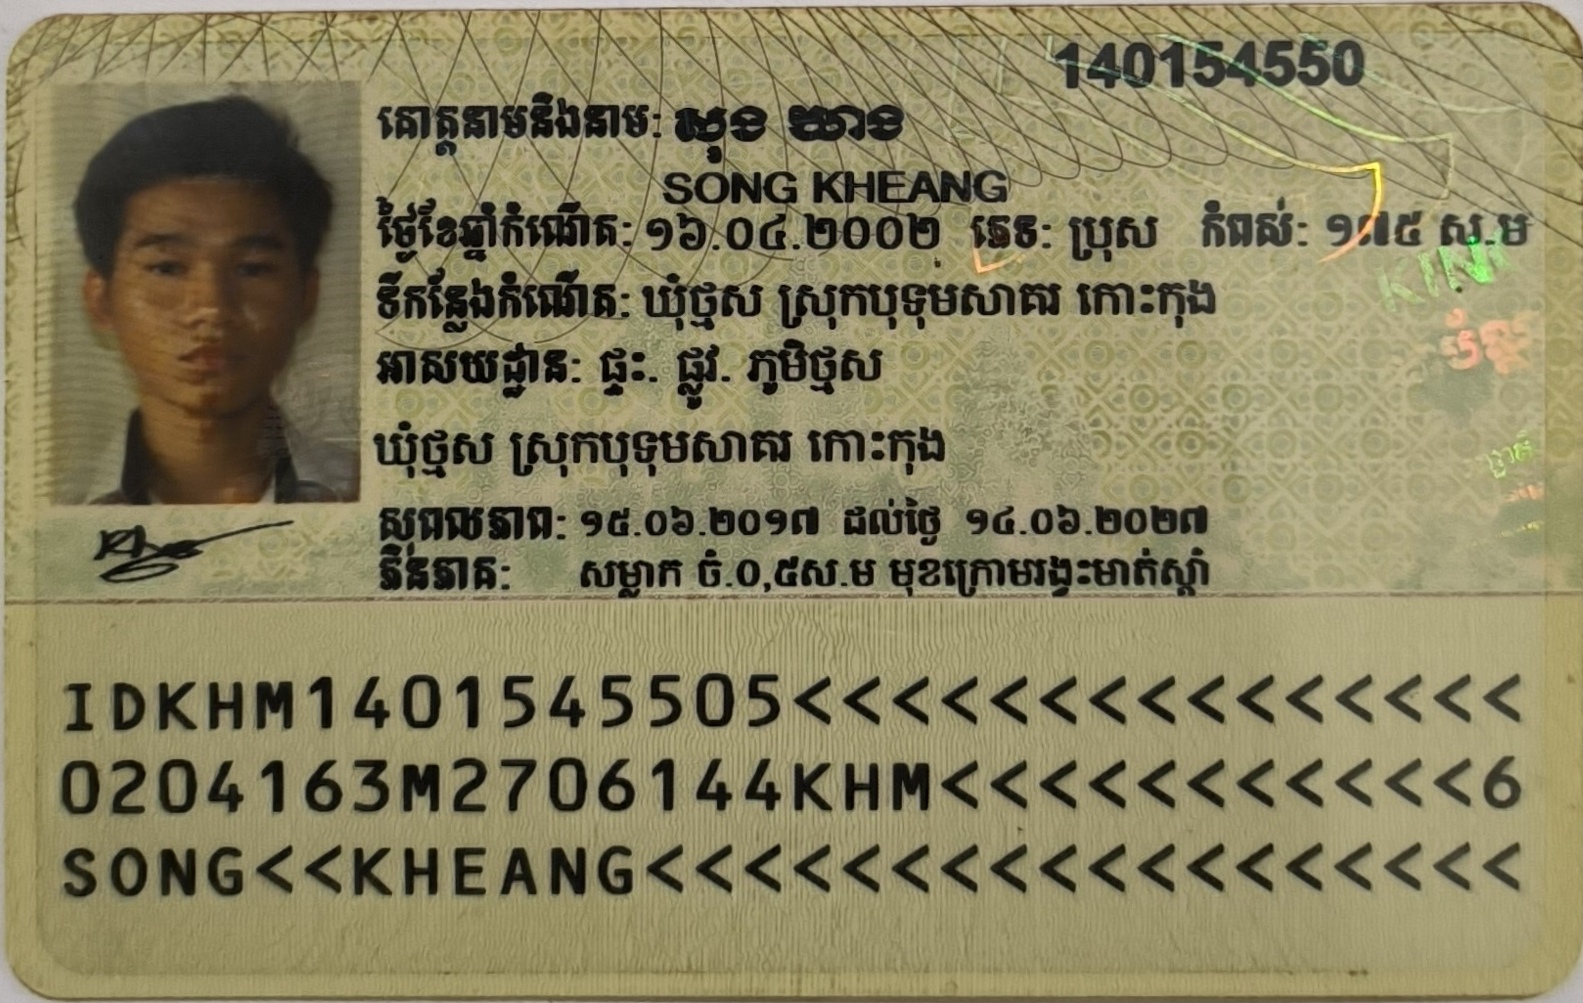 140154550
គោត្តនាមនិងនាម: សុង ឃាង
SONG KHEANG
ថ្ងៃខែឆ្នាំកំណើត: ១៦.០៤.២០០២ ភេទ: ប្រុស កំពស់: ១៧៥ ស.ម
ទីកន្លែងកំណើត: ឃុំថ្មស ស្រុកបុទុមសាគរ កោះកុង
អាសយដ្ឋាន: ផ្ទះ. ផ្លូវ. ភូមិថ្មស
ឃុំថ្មស ស្រុកបុទុមសាគរ កោះកុង
សុពលភាព: ១៥.០៦.២០១៧ ដល់ថ្ងៃ ១៤.០៦.២០២៧
ភិនភាគ: សម្លាក ចំ.០,៥ស.ម មុខក្រោមរង្វះមាត់ស្តាំ
IDKHM1401545505<<<<<<<<<<<<<<<
0204163M2706144KHM<<<<<<<<<<<6
SONG<<KHEANG<<<<<<<<<<<<<<<<<<